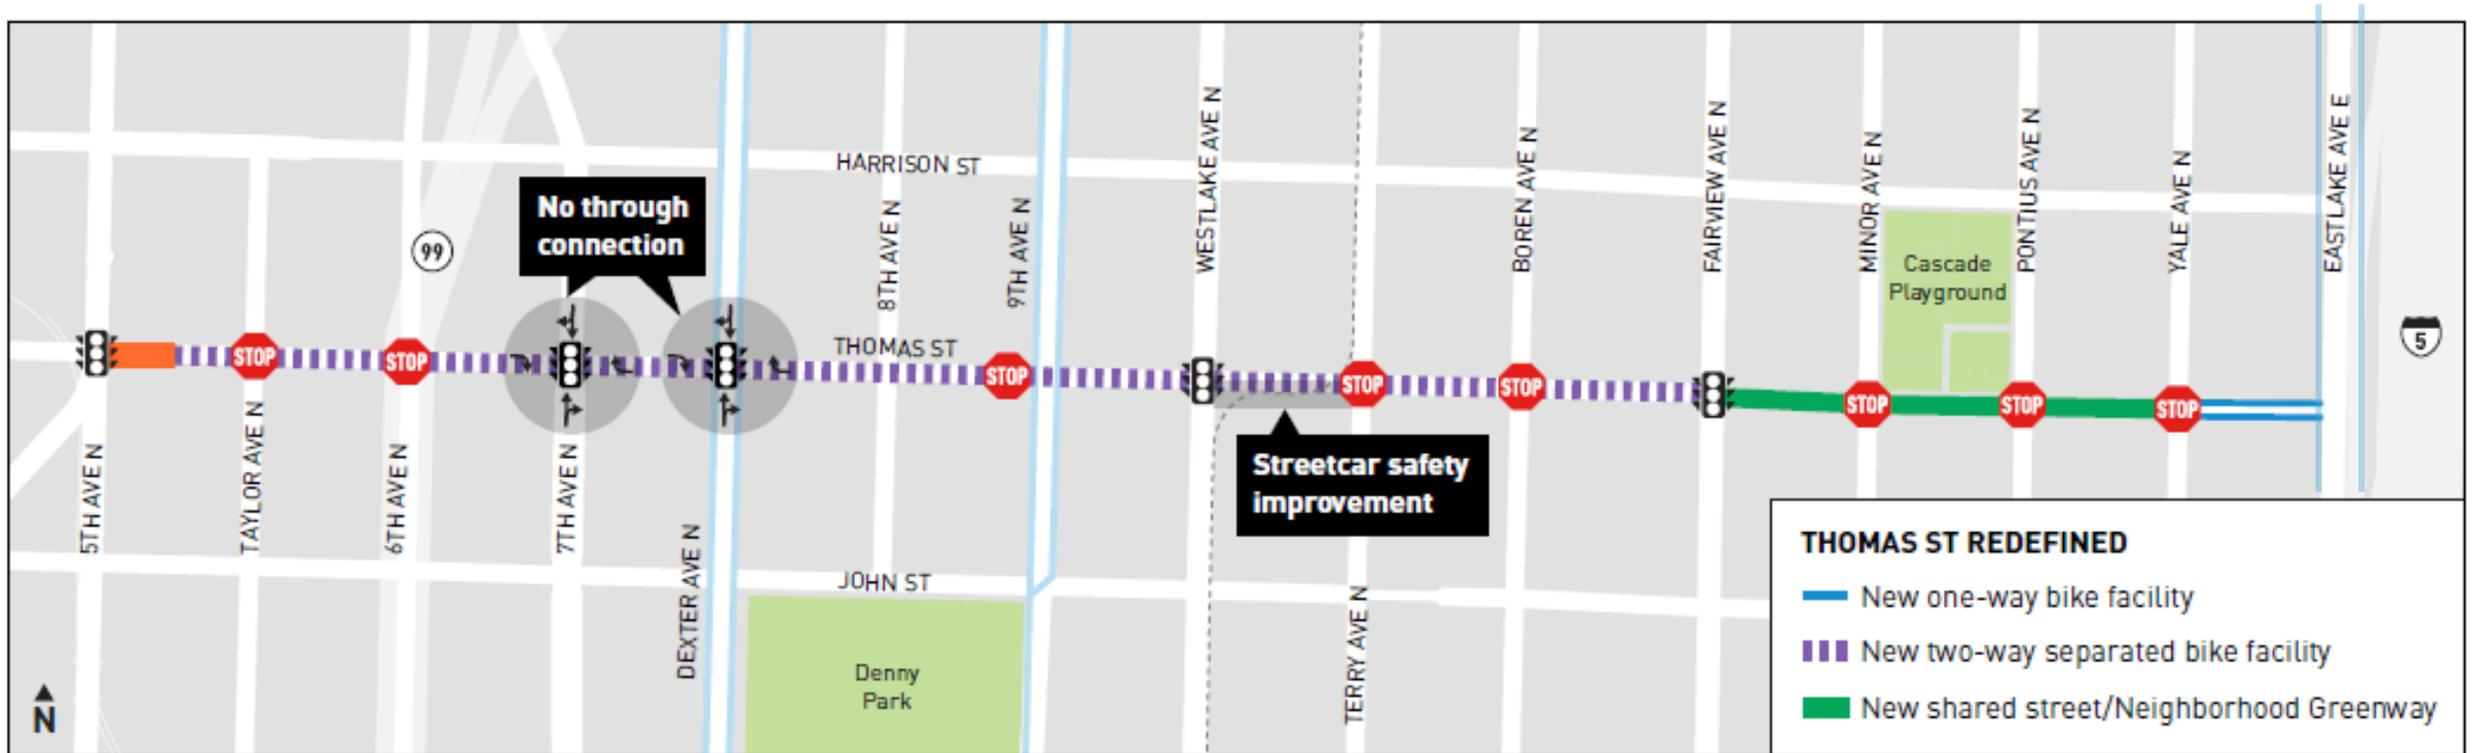 HARRISON ST
No through
connection
99
8TH AVE N
9TH AVE N
WESTLAKE AVE N
BOREN AVE N
FAIRVIEW AVE N
MINOR AVE N
Cascade
Playground
PONTIUS AVE N
YALE AVE N
EASTLAKE AVE E
5
THOMAS ST
STOP
STOP
STOP
STOP
STOP
STOP
STOP
STOP
5TH AVE N
TAYLOR AVE N
6TH AVE N
7TH AVE N
DEXTER AVE N
JOHN ST
Denny
Park
Streetcar safety
improvement
TERRY AVE N
N
THOMAS ST REDEFINED
New one-way bike facility
New two-way separated bike facility
New shared street/Neighborhood Greenway